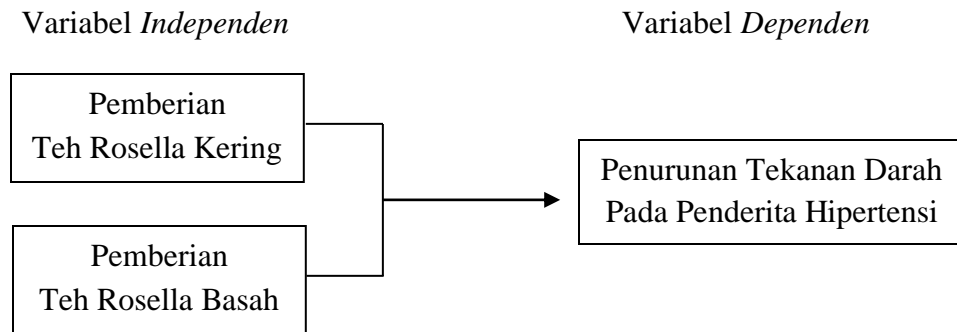 Variabel Independen
Variabel Dependen
Pemberian
Teh Rosella Kering
Penurunan Tekanan Darah
Pada Penderita Hipertensi
Pemberian
Teh Rosella Basah